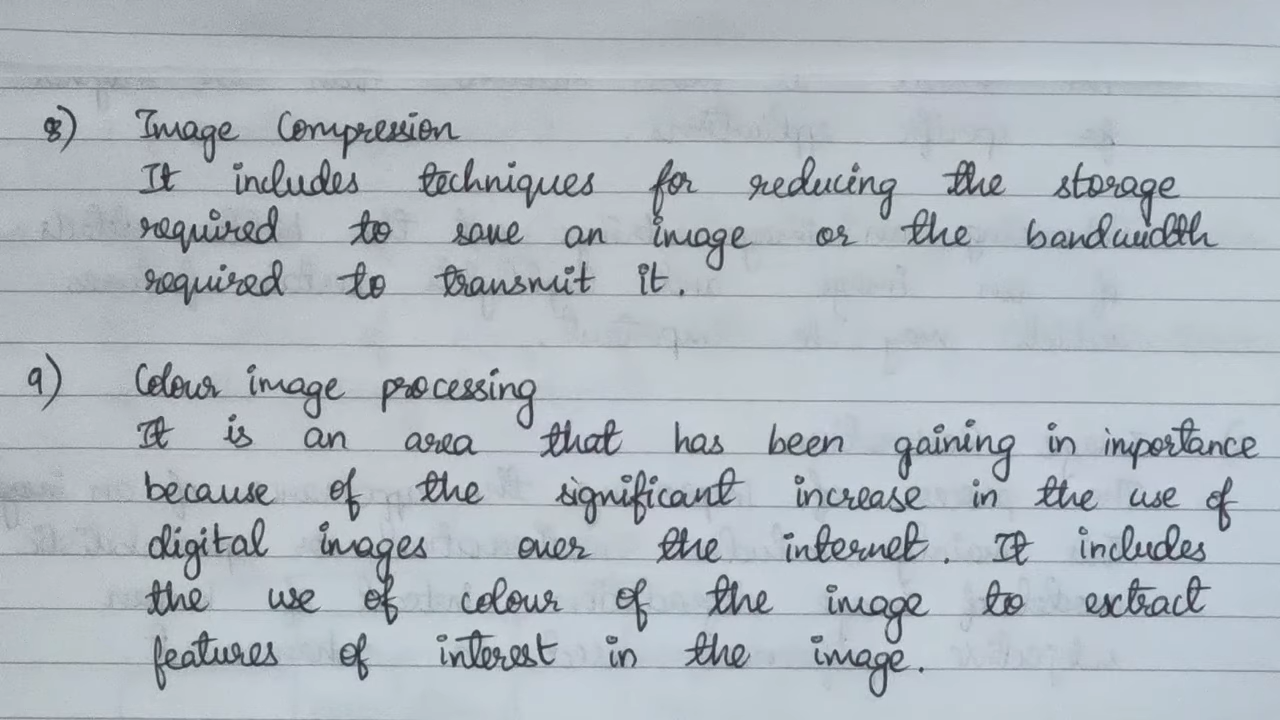 8) Image Compression
It includes techniques for reducing the storage
required to save an image or the bandwidth
required to transmit it.
9) Colour image processing
It is an area that has been gaining in importance
because of the significant increase in the use of
digital images over the internet. It includes
the use of colour of the image to extract
features of interest in the image.